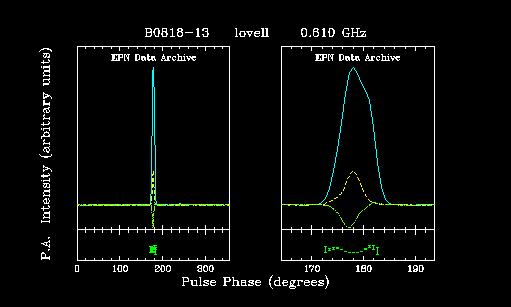 B0818-13 lovell 0.610 GHz
EPN Data Archive EPN Data Archive
P.A. Intensity (arbitrary units)
0 100 200 300 170 180 190
Pulse Phase (degrees)